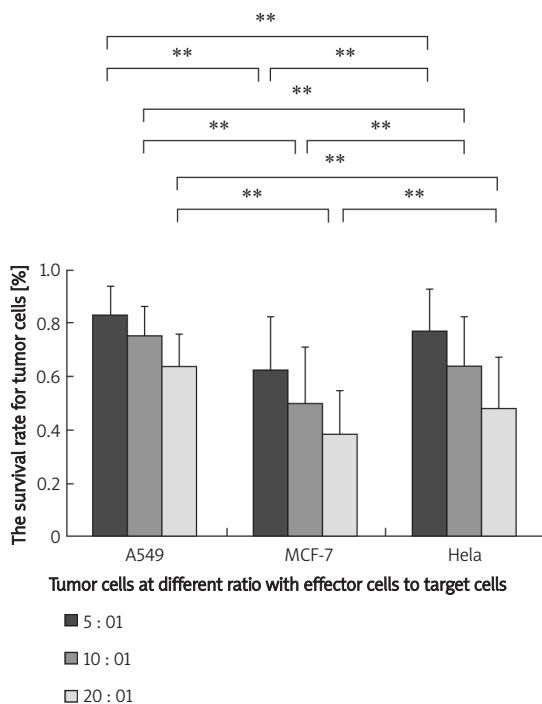 **
** **
**
** **
**
** **
The survival rate for tumor cells [%]
1.0
0.8
0.6
0.4
0.2
0
A549 MCF-7 Hela
Tumor cells at different ratio with effector cells to target cells
5 : 01
10 : 01
20 : 01